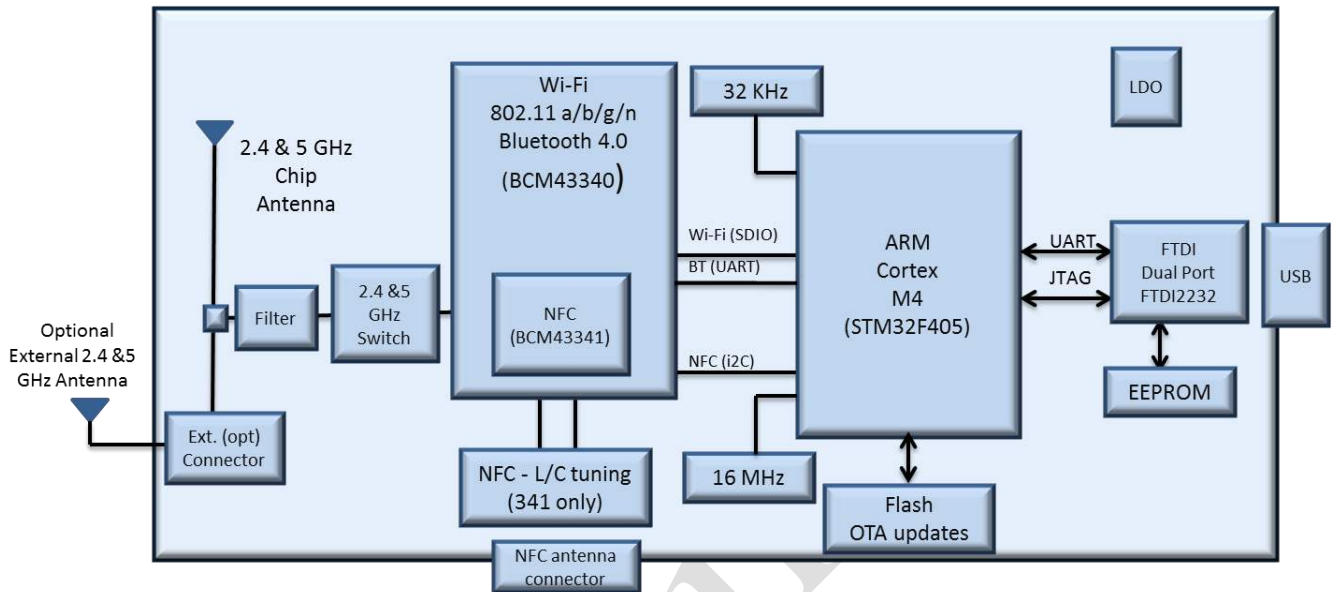 Wi-Fi
802.11 a/b/g/n
Bluetooth 4.0
(BCM43340)
32 KHz
LDO
2.4 & 5 GHz
Chip
Antenna
Wi-Fi (SDIO)
BT (UART)
ARM
Cortex
M4
(STM32F405)
UART
JTAG
FTDI
Dual Port
FTDI2232
USB
Filter
2.4 &5
GHz
Switch
NFC
(BCM43341)
Optional
External 2.4 &5
GHz Antenna
NFC (i2C)
EEPROM
Ext. (opt)
Connector
NFC - L/C tuning
(341 only)
16 MHz
Flash
OTA updates
NFC antenna
connector